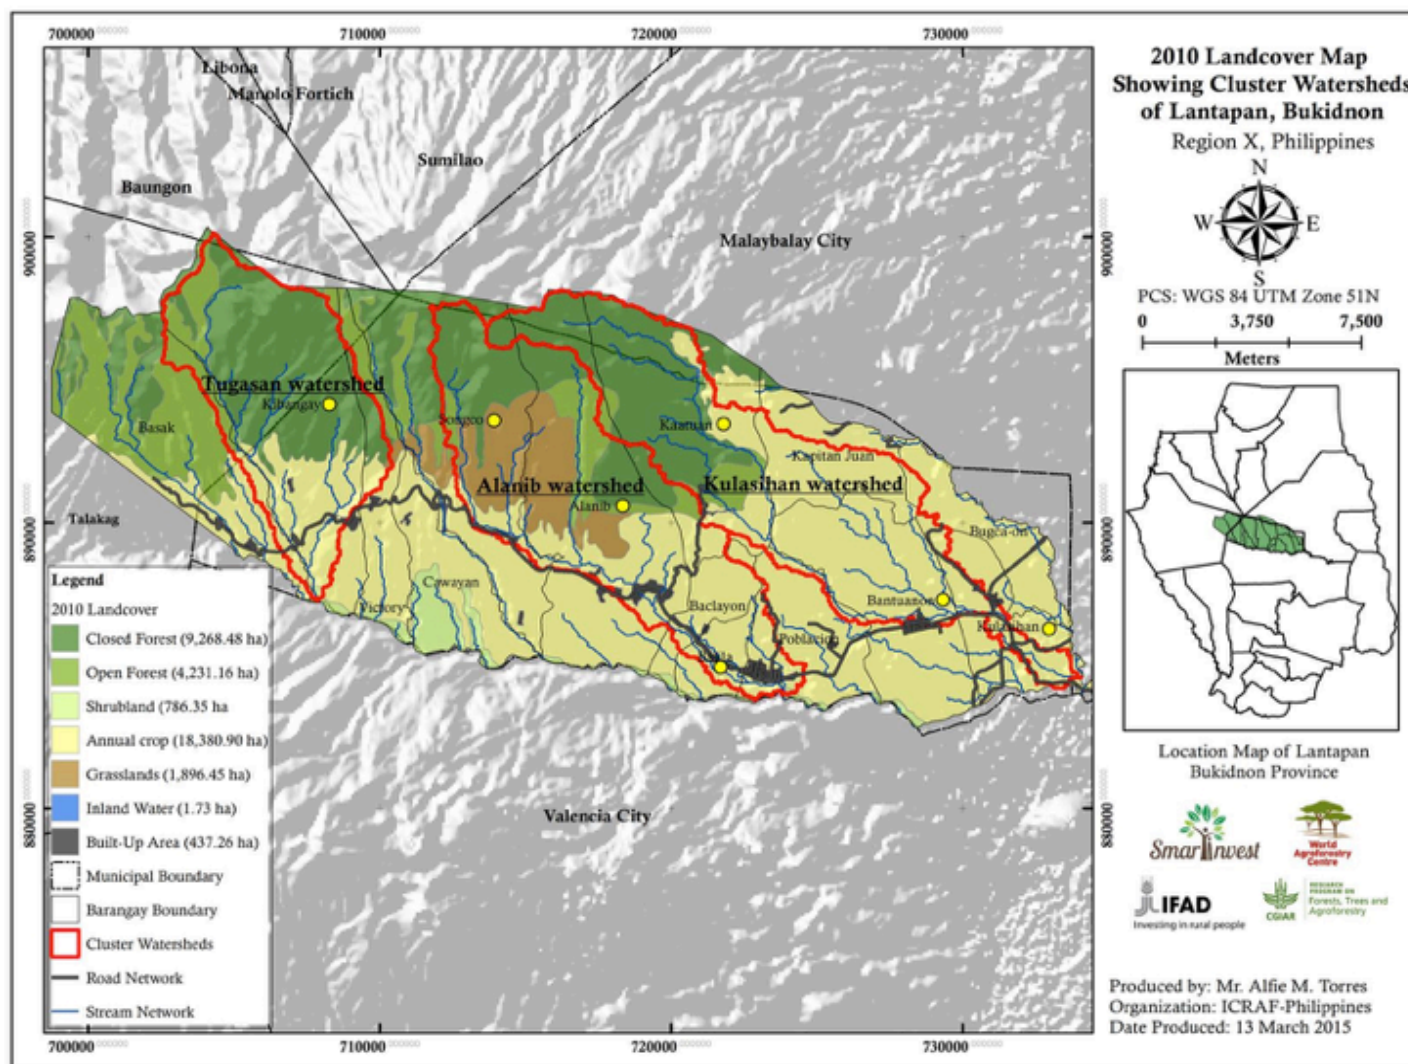 2010 Landcover Map
Showing Cluster Watersheds
of Lantapan, Bukidnon
Region X, Philippines
N
W E
S
PCS: WGS 84 UTM Zone 51N
0 3,750 7,500
Meters
Location Map of Lantapan
Bukidnon Province
Smar Invest
World
Agroforestry
Centre
IFAD
Investing in rural people
CGIAR
RESEARCH
PROGRAM ON
Forests, Trees and
Agroforestry
Produced by: Mr. Alfie M. Torres
Organization: ICRAF-Philippines
Date Produced: 13 March 2015
700000 710000 720000 730000
900000
890000
880000
900000
890000
880000
700000 710000 720000 730000
Libona
Manolo Fortich
Sumilao
Baungon
Malaybalay City
Tugasan watershed
Kibangay
Songco
Basak
Kaatuan
Kapitan Juan
Alanib watershed
Kulasihan watershed
Alanib
Talakag
Bugca-on
Cawayan
Victory
Baclayon
Bantuanon
Poblacion
Kulasihan
Valencia City
Legend
2010 Landcover
Closed Forest (9,268.48 ha)
Open Forest (4,231.16 ha)
Shrubland (786.35 ha
Annual crop (18,380.90 ha)
Grasslands (1,896.45 ha)
Inland Water (1.73 ha)
Built-Up Area (437.26 ha)
Municipal Boundary
Barangay Boundary
Cluster Watersheds
Road Network
Stream Network